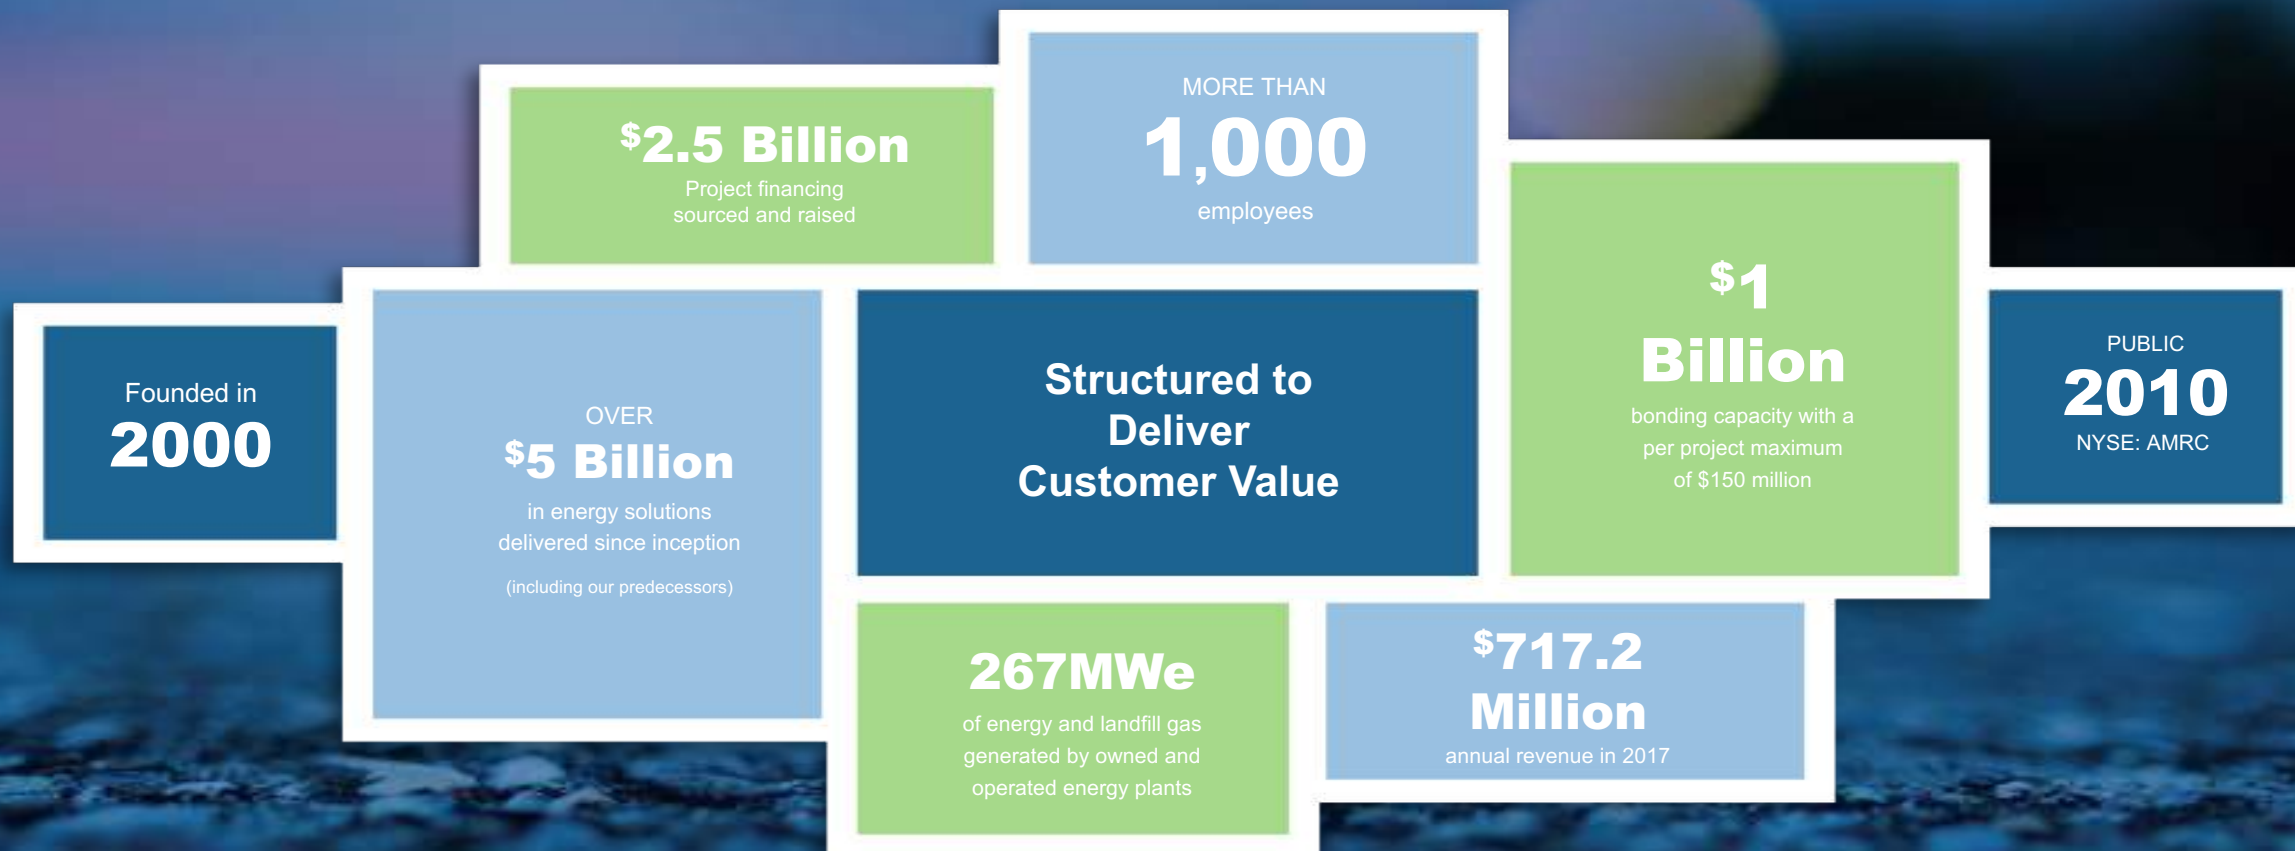 $2.5 Billion
Project financing
sourced and raised
MORE THAN
1,000
employees
Founded in
2000
OVER
$5 Billion
in energy solutions
delivered since inception
(including our predecessors)
Structured to
Deliver
Customer Value
$1
Billion
bonding capacity with a
per project maximum
of $150 million
PUBLIC
2010
NYSE: AMRC
267MWe
of energy and landfill gas
generated by owned and
operated energy plants
$717.2
Million
annual revenue in 2017